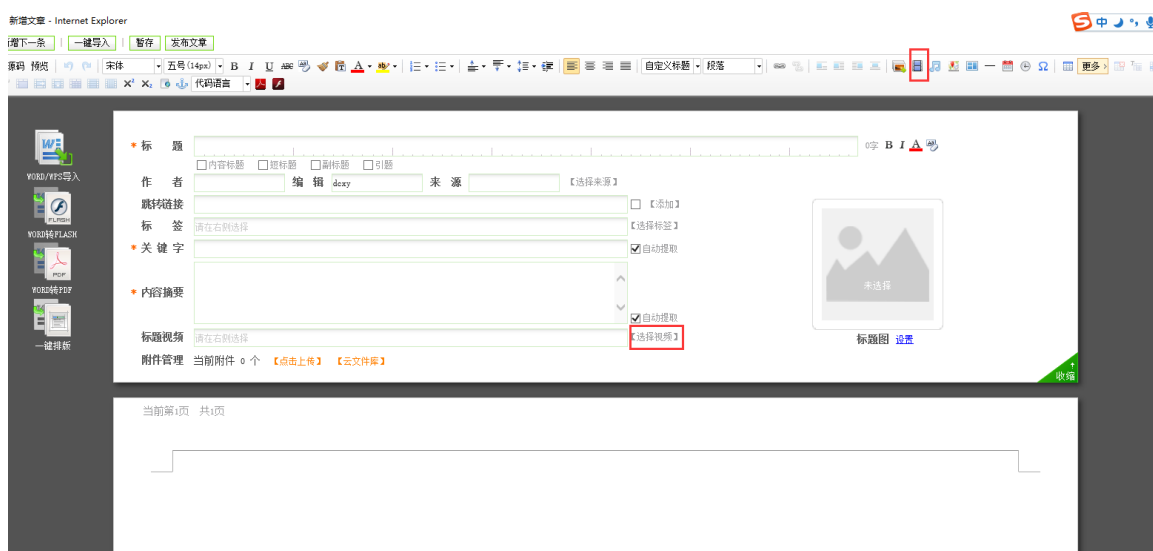 新增文章 - Internet Explorer
中
增下一条 一键导入 暂存 发布文章
源码 预览 宋体 五号(14px) B I U ABC ab A 自定义标题 段落 更多
X² X₂ 代码语言
* 标 题 0字 B I A
内容标题 短标题 副标题 引题
作 者 编 辑 dcxy 来 源 【选择来源】
跳转链接 【添加】
标 签 请在右侧选择 【选择标签】
* 关 键 字 自动提取
* 内容摘要 自动提取
标题视频 请在右侧选择 【选择视频】
附件管理 当前附件 0 个 【点击上传】 【云文件库】
W
WORD/WPS导入
FLASH
WORD转FLASH
PDF
WORD转PDF
一键排版
未选择
标题图 设置
收缩
当前第1页 共1页